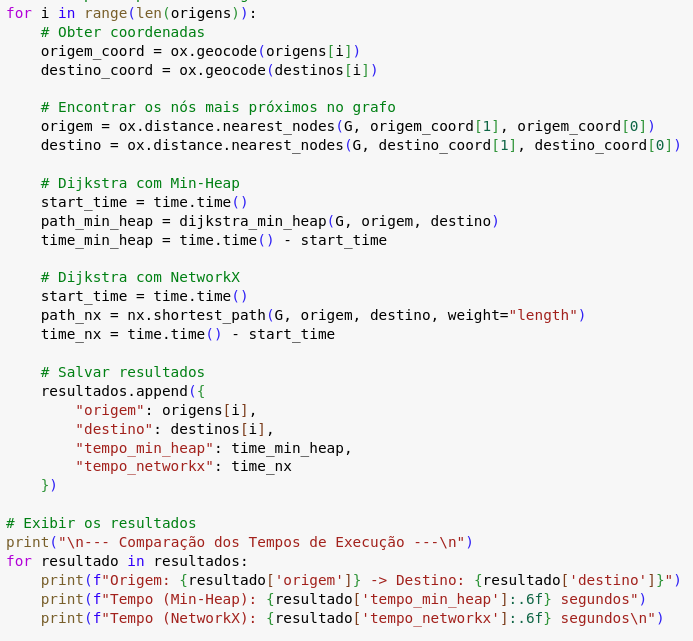 for i in range(len(origens)):
    # Obter coordenadas
    origem_coord = ox.geocode(origens[i])
    destino_coord = ox.geocode(destinos[i])

    # Encontrar os nós mais próximos no grafo
    origem = ox.distance.nearest_nodes(G, origem_coord[1], origem_coord[0])
    destino = ox.distance.nearest_nodes(G, destino_coord[1], destino_coord[0])

    # Dijkstra com Min-Heap
    start_time = time.time()
    path_min_heap = dijkstra_min_heap(G, origem, destino)
    time_min_heap = time.time() - start_time

    # Dijkstra com NetworkX
    start_time = time.time()
    path_nx = nx.shortest_path(G, origem, destino, weight="length")
    time_nx = time.time() - start_time

    # Salvar resultados
    resultados.append({
        "origem": origens[i],
        "destino": destinos[i],
        "tempo_min_heap": time_min_heap,
        "tempo_networkx": time_nx
    })

# Exibir os resultados
print("\n--- Comparação dos Tempos de Execução ---\n")
for resultado in resultados:
    print(f"Origem: {resultado['origem']} -> Destino: {resultado['destino']}")
    print(f"Tempo (Min-Heap): {resultado['tempo_min_heap']:.6f} segundos")
    print(f"Tempo (NetworkX): {resultado['tempo_networkx']:.6f} segundos\n")